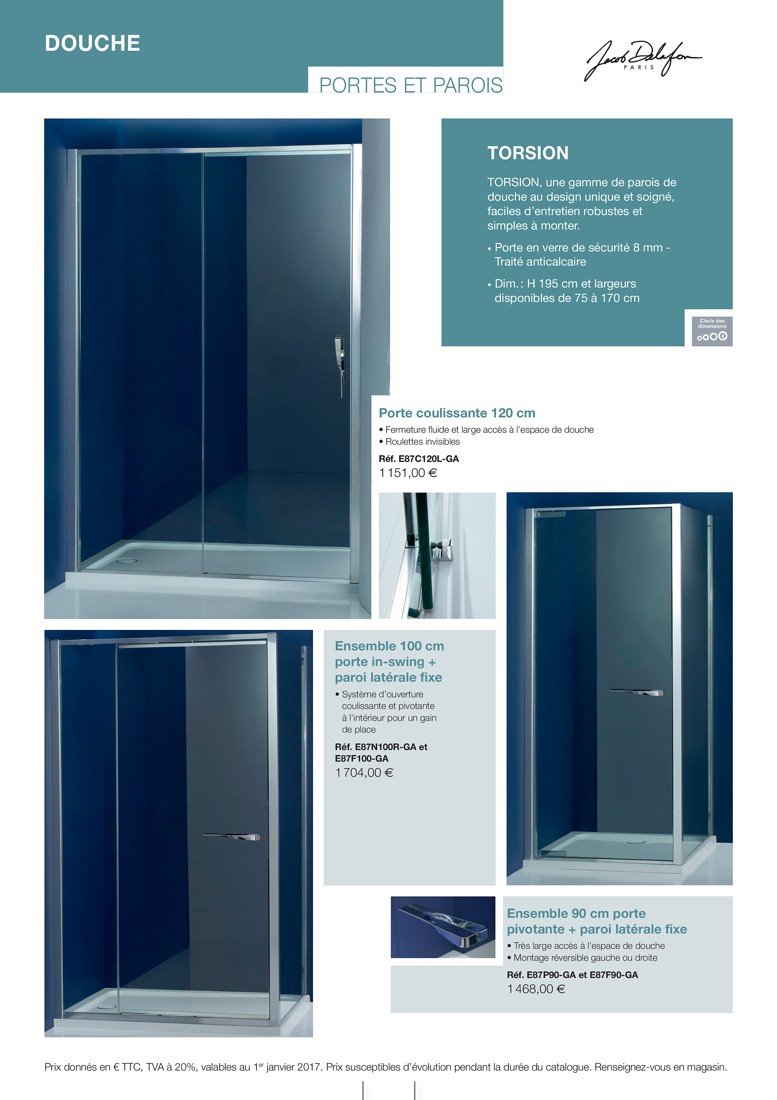 DOUCHE
PORTES ET PAROIS
Jacob Delafon
PARIS
TORSION
TORSION, une gamme de parois de
douche au design unique et soigné,
faciles d'entretien robustes et
simples à monter.
• Porte en verre de sécurité 8 mm -
Traité anticalcaire
• Dim. : H 195 cm et largeurs
disponibles de 75 à 170 cm
Choix des
dimensions
Porte coulissante 120 cm
• Fermeture fluide et large accès à l'espace de douche
• Roulettes invisibles
Réf. E87C120L-GA
1 151,00 €
Ensemble 100 cm
porte in-swing +
paroi latérale fixe
• Système d'ouverture
coulissante et pivotante
à l'intérieur pour un gain
de place
Réf. E87N100R-GA et
E87F100-GA
1 704,00 €
Ensemble 90 cm porte
pivotante + paroi latérale fixe
• Très large accès à l'espace de douche
• Montage réversible gauche ou droite
Réf. E87P90-GA et E87F90-GA
1 468,00 €
Prix donnés en € TTC, TVA à 20%, valables au 1er janvier 2017. Prix susceptibles d'évolution pendant la durée du catalogue. Renseignez-vous en magasin.